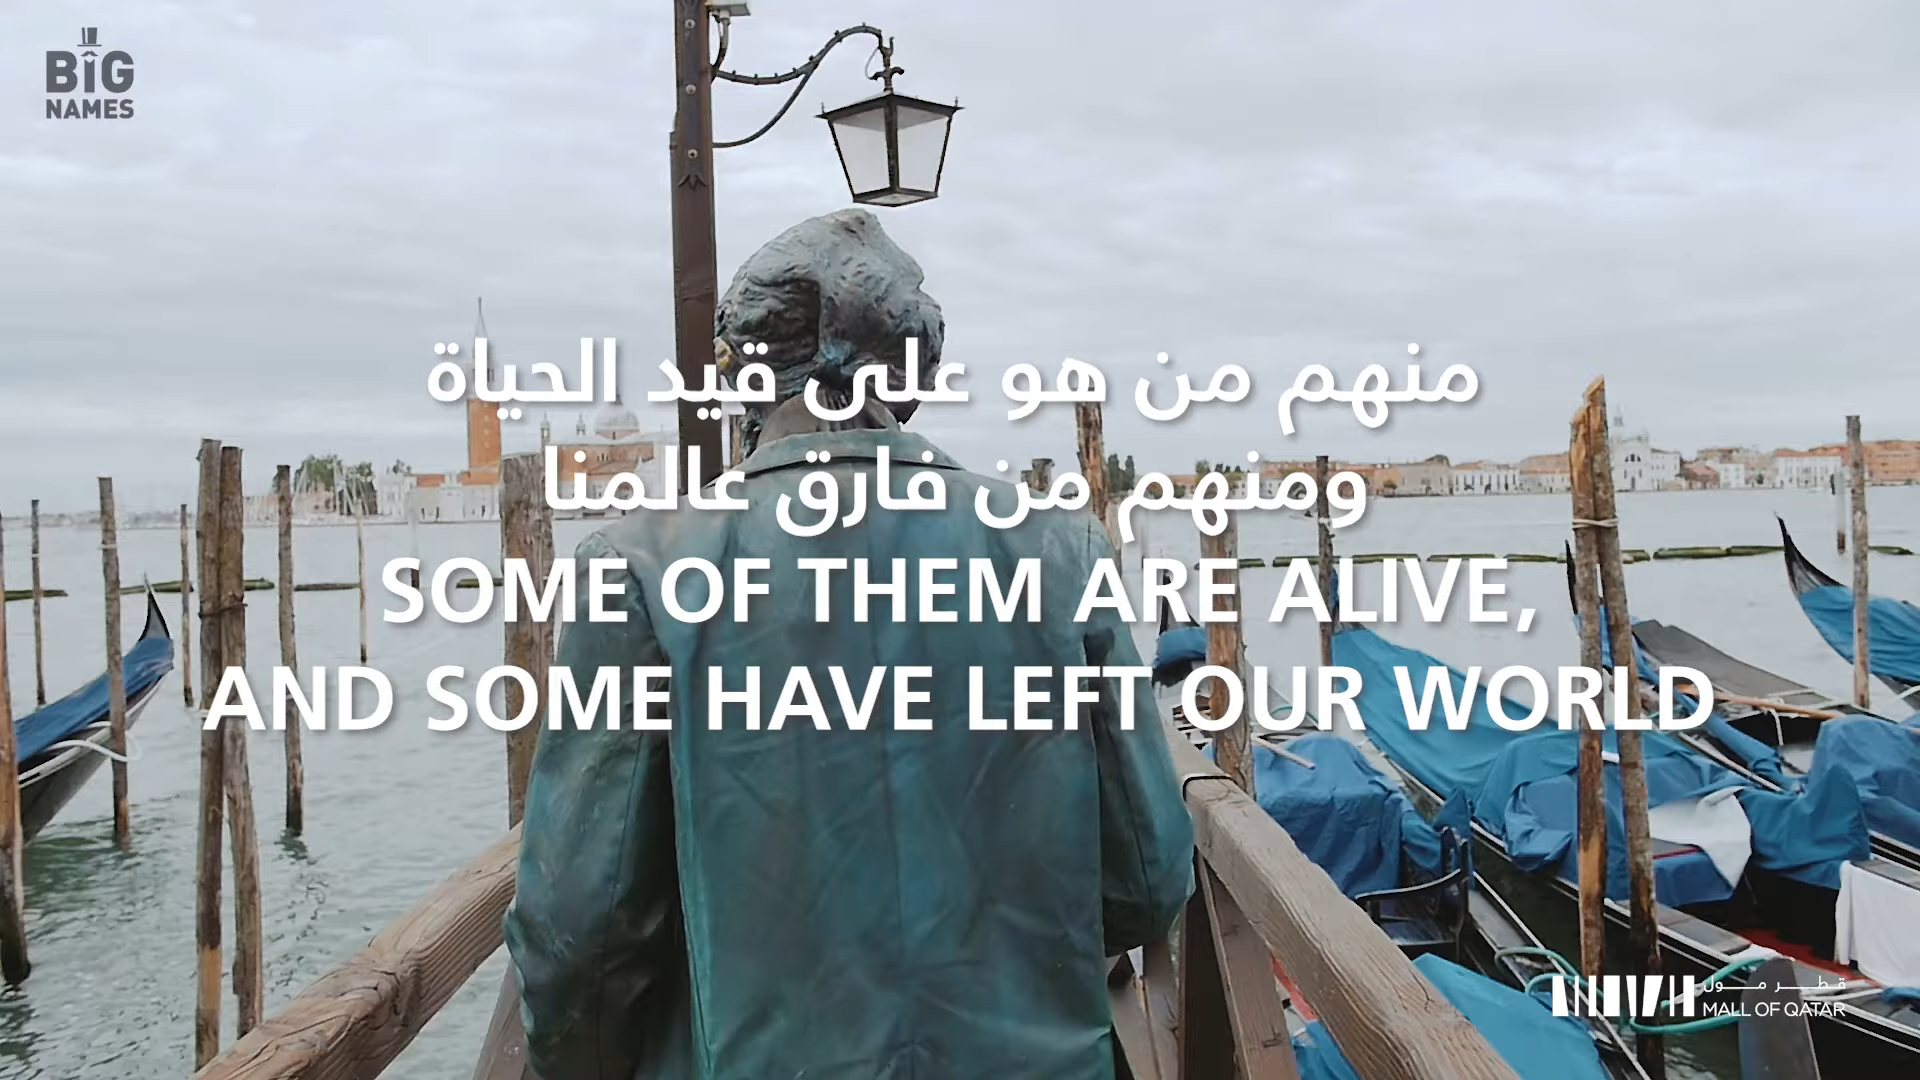 BIG
NAMES
منهم من هو على قيد الحياة
ومنهم من فارق عالمنا
SOME OF THEM ARE ALIVE,
AND SOME HAVE LEFT OUR WORLD
قطر مول
MALL OF QATAR